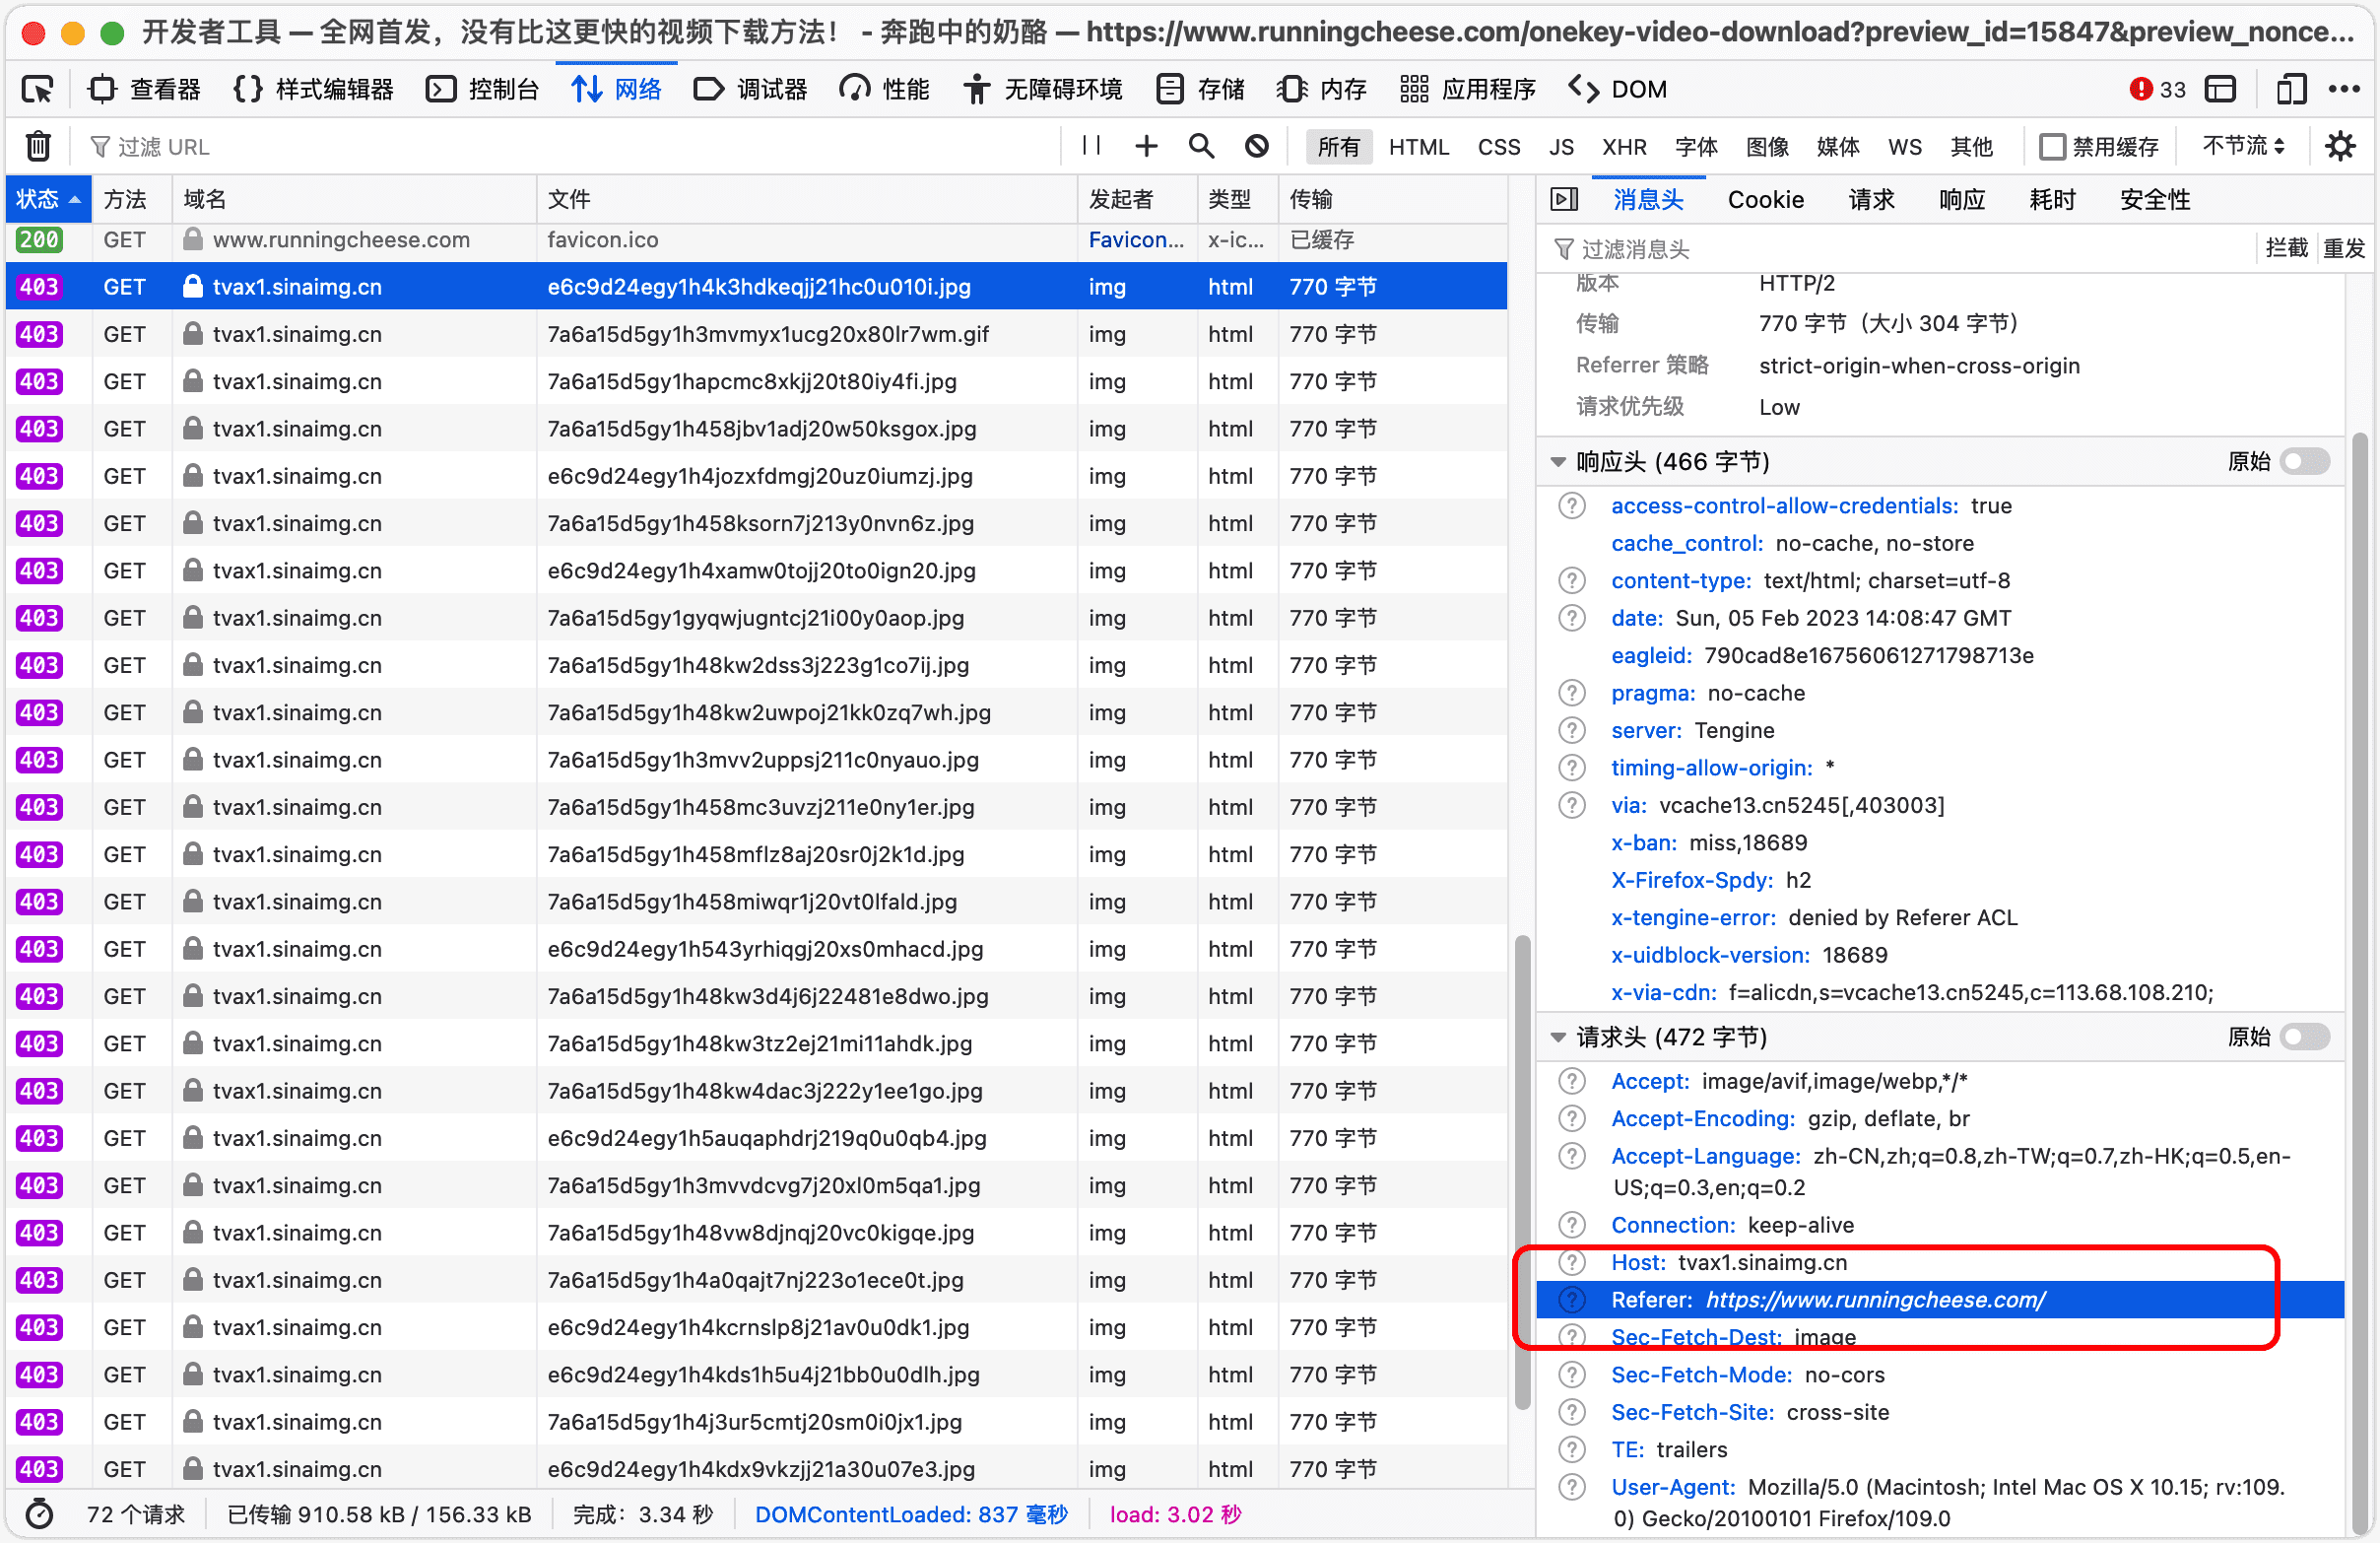 开发者工具 — 全网首发，没有比这更快的视频下载方法！ - 奔跑中的奶酪 — https://www.runningcheese.com/onekey-video-download?preview_id=15847&preview_nonce...
查看器 样式编辑器 控制台 网络 调试器 性能 无障碍环境 存储 内存 应用程序 DOM 33
过滤 URL 所有 HTML CSS JS XHR 字体 图像 媒体 WS 其他 禁用缓存 不节流
状态 方法 域名 文件 发起者 类型 传输
200 GET www.runningcheese.com favicon.ico Favicon... x-ic... 已缓存
403 GET tvax1.sinaimg.cn e6c9d24egy1h4k3hdkeqjj21hc0u010i.jpg img html 770 字节
403 GET tvax1.sinaimg.cn 7a6a15d5gy1h3mvmyx1ucg20x80lr7wm.gif img html 770 字节
403 GET tvax1.sinaimg.cn 7a6a15d5gy1hapcmc8xkjj20t80iy4fi.jpg img html 770 字节
403 GET tvax1.sinaimg.cn 7a6a15d5gy1h458jbv1adj20w50ksgox.jpg img html 770 字节
403 GET tvax1.sinaimg.cn e6c9d24egy1h4jozxfdmgj20uz0iumzj.jpg img html 770 字节
403 GET tvax1.sinaimg.cn 7a6a15d5gy1h458ksorn7j213y0nvn6z.jpg img html 770 字节
403 GET tvax1.sinaimg.cn e6c9d24egy1h4xamw0tojj20to0ign20.jpg img html 770 字节
403 GET tvax1.sinaimg.cn 7a6a15d5gy1gyqwjugntcj21i00y0aop.jpg img html 770 字节
403 GET tvax1.sinaimg.cn 7a6a15d5gy1h48kw2dss3j223g1co7ij.jpg img html 770 字节
403 GET tvax1.sinaimg.cn 7a6a15d5gy1h48kw2uwpoj21kk0zq7wh.jpg img html 770 字节
403 GET tvax1.sinaimg.cn 7a6a15d5gy1h3mvv2uppsj211c0nyauo.jpg img html 770 字节
403 GET tvax1.sinaimg.cn 7a6a15d5gy1h458mc3uvzj211e0ny1er.jpg img html 770 字节
403 GET tvax1.sinaimg.cn 7a6a15d5gy1h458mflz8aj20sr0j2k1d.jpg img html 770 字节
403 GET tvax1.sinaimg.cn 7a6a15d5gy1h458miwqr1j20vt0lfald.jpg img html 770 字节
403 GET tvax1.sinaimg.cn e6c9d24egy1h543yrhiqgj20xs0mhacd.jpg img html 770 字节
403 GET tvax1.sinaimg.cn 7a6a15d5gy1h48kw3d4j6j22481e8dwo.jpg img html 770 字节
403 GET tvax1.sinaimg.cn 7a6a15d5gy1h48kw3tz2ej21mi11ahdk.jpg img html 770 字节
403 GET tvax1.sinaimg.cn 7a6a15d5gy1h48kw4dac3j222y1ee1go.jpg img html 770 字节
403 GET tvax1.sinaimg.cn e6c9d24egy1h5auqaphdrj219q0u0qb4.jpg img html 770 字节
403 GET tvax1.sinaimg.cn 7a6a15d5gy1h3mvvdcvg7j20xl0m5qa1.jpg img html 770 字节
403 GET tvax1.sinaimg.cn 7a6a15d5gy1h48vw8djnqj20vc0kigqe.jpg img html 770 字节
403 GET tvax1.sinaimg.cn 7a6a15d5gy1h4a0qajt7nj223o1ece0t.jpg img html 770 字节
403 GET tvax1.sinaimg.cn e6c9d24egy1h4kcrnslp8j21av0u0dk1.jpg img html 770 字节
403 GET tvax1.sinaimg.cn e6c9d24egy1h4kds1h5u4j21bb0u0dlh.jpg img html 770 字节
403 GET tvax1.sinaimg.cn 7a6a15d5gy1h4j3ur5cmtj20sm0i0jx1.jpg img html 770 字节
403 GET tvax1.sinaimg.cn e6c9d24egy1h4kdx9vkzjj21a30u07e3.jpg img html 770 字节
72 个请求 已传输 910.58 kB / 156.33 kB 完成：3.34 秒 DOMContentLoaded: 837 毫秒 load: 3.02 秒
消息头 Cookie 请求 响应 耗时 安全性
过滤消息头 拦截 重发
版本 HTTP/2
传输 770 字节（大小 304 字节）
Referrer 策略 strict-origin-when-cross-origin
请求优先级 Low
响应头 (466 字节) 原始
access-control-allow-credentials: true
cache_control: no-cache, no-store
content-type: text/html; charset=utf-8
date: Sun, 05 Feb 2023 14:08:47 GMT
eagleid: 790cad8e16756061271798713e
pragma: no-cache
server: Tengine
timing-allow-origin: *
via: vcache13.cn5245[,403003]
x-ban: miss,18689
X-Firefox-Spdy: h2
x-tengine-error: denied by Referer ACL
x-uidblock-version: 18689
x-via-cdn: f=alicdn,s=vcache13.cn5245,c=113.68.108.210;
请求头 (472 字节) 原始
Accept: image/avif,image/webp,*/*
Accept-Encoding: gzip, deflate, br
Accept-Language: zh-CN,zh;q=0.8,zh-TW;q=0.7,zh-HK;q=0.5,en-
US;q=0.3,en;q=0.2
Connection: keep-alive
Host: tvax1.sinaimg.cn
Referer: https://www.runningcheese.com/
Sec-Fetch-Dest: image
Sec-Fetch-Mode: no-cors
Sec-Fetch-Site: cross-site
TE: trailers
User-Agent: Mozilla/5.0 (Macintosh; Intel Mac OS X 10.15; rv:109.
0) Gecko/20100101 Firefox/109.0